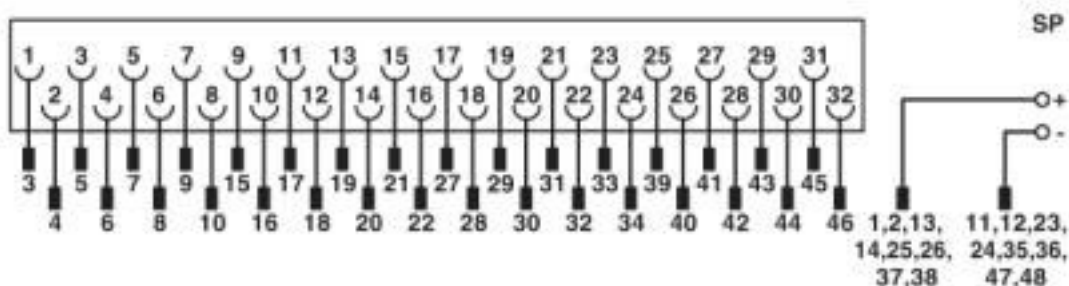 SP
1 3 5 7 9 11 13 15 17 19 21 23 25 27 29 31
2 4 6 8 10 12 14 16 18 20 22 24 26 28 30 32
+
-
3 5 7 9 15 17 19 21 27 29 31 33 39 41 43 45
4 6 8 10 16 18 20 22 28 30 32 34 40 42 44 46
1,2,13, 11,12,23,
14,25,26, 24,35,36,
37,38 47,48